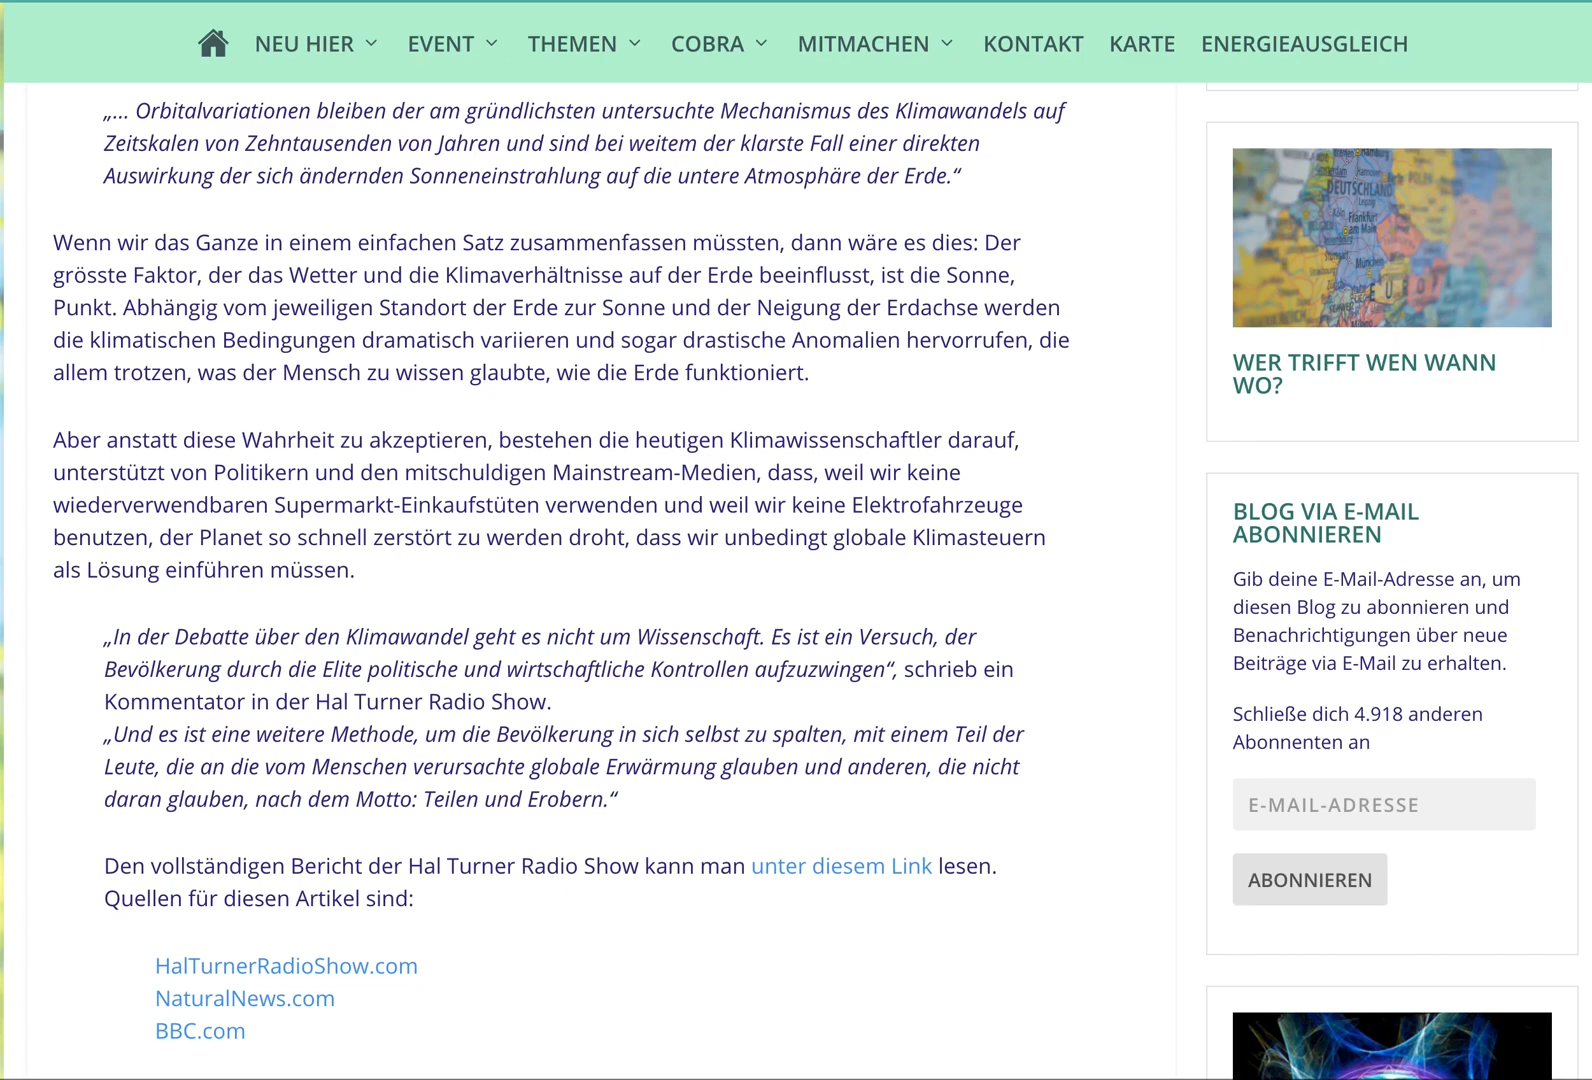 NEU HIER
EVENT
THEMEN
COBRA
MITMACHEN
KONTAKT
KARTE
ENERGIEAUSGLEICH
„... Orbitalvariationen bleiben der am gründlichsten untersuchte Mechanismus des Klimawandels auf
Zeitskalen von Zehntausenden von Jahren und sind bei weitem der klarste Fall einer direkten
Auswirkung der sich ändernden Sonneneinstrahlung auf die untere Atmosphäre der Erde.“
Wenn wir das Ganze in einem einfachen Satz zusammenfassen müssten, dann wäre es dies: Der
grösste Faktor, der das Wetter und die Klimaverhältnisse auf der Erde beeinflusst, ist die Sonne,
Punkt. Abhängig vom jeweiligen Standort der Erde zur Sonne und der Neigung der Erdachse werden
die klimatischen Bedingungen dramatisch variieren und sogar drastische Anomalien hervorrufen, die
allem trotzen, was der Mensch zu wissen glaubte, wie die Erde funktioniert.
Aber anstatt diese Wahrheit zu akzeptieren, bestehen die heutigen Klimawissenschaftler darauf,
unterstützt von Politikern und den mitschuldigen Mainstream-Medien, dass, weil wir keine
wiederverwendbaren Supermarkt-Einkaufstüten verwenden und weil wir keine Elektrofahrzeuge
benutzen, der Planet so schnell zerstört zu werden droht, dass wir unbedingt globale Klimasteuern
als Lösung einführen müssen.
„In der Debatte über den Klimawandel geht es nicht um Wissenschaft. Es ist ein Versuch, der
Bevölkerung durch die Elite politische und wirtschaftliche Kontrollen aufzuzwingen“, schrieb ein
Kommentator in der Hal Turner Radio Show.
„Und es ist eine weitere Methode, um die Bevölkerung in sich selbst zu spalten, mit einem Teil der
Leute, die an die vom Menschen verursachte globale Erwärmung glauben und anderen, die nicht
daran glauben, nach dem Motto: Teilen und Erobern.“
Den vollständigen Bericht der Hal Turner Radio Show kann man unter diesem Link lesen.
Quellen für diesen Artikel sind:
HalTurnerRadioShow.com
NaturalNews.com
BBC.com
DEUTSCHLAND
Leipzig
Köln
Frankfurt
am Main
München
WER TRIFFT WEN WANN
WO?
BLOG VIA E-MAIL
ABONNIEREN
Gib deine E-Mail-Adresse an, um
diesen Blog zu abonnieren und
Benachrichtigungen über neue
Beiträge via E-Mail zu erhalten.
Schließe dich 4.918 anderen
Abonnenten an
E-MAIL-ADRESSE
ABONNIEREN